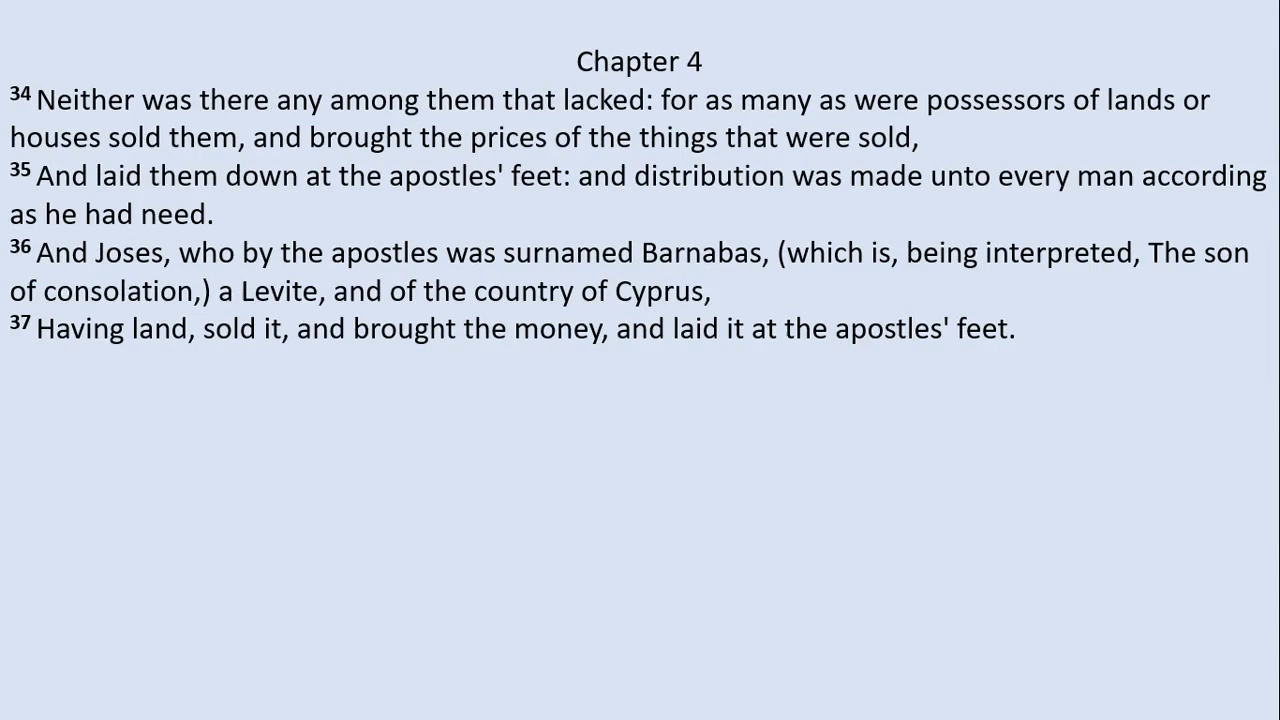 Chapter 4
34 Neither was there any among them that lacked: for as many as were possessors of lands or
houses sold them, and brought the prices of the things that were sold,
35 And laid them down at the apostles' feet: and distribution was made unto every man according
as he had need.
36 And Joses, who by the apostles was surnamed Barnabas, (which is, being interpreted, The son
of consolation,) a Levite, and of the country of Cyprus,
37 Having land, sold it, and brought the money, and laid it at the apostles' feet.